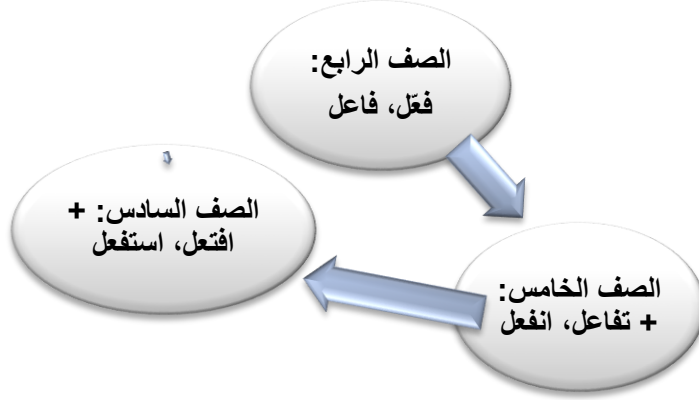 الصف الرابع:
فعّل، فاعل
الصف الخامس:
+ تفاعل، انفعل
الصف السادس: +
افتعل، استفعل